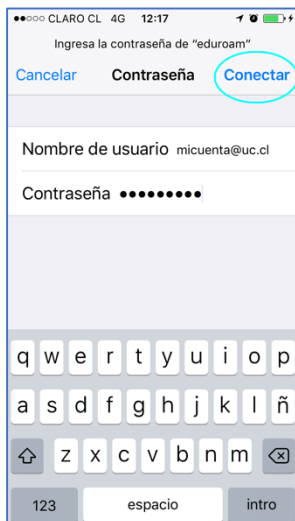 CLARO CL 4G 12:17
Ingresa la contraseña de “eduroam”
Cancelar Contraseña Conectar
Nombre de usuario micuenta@uc.cl
Contraseña ●●●●●●●●●
q w e r t y u i o p
a s d f g h j k l ñ
z x c v b n m
123 espacio intro